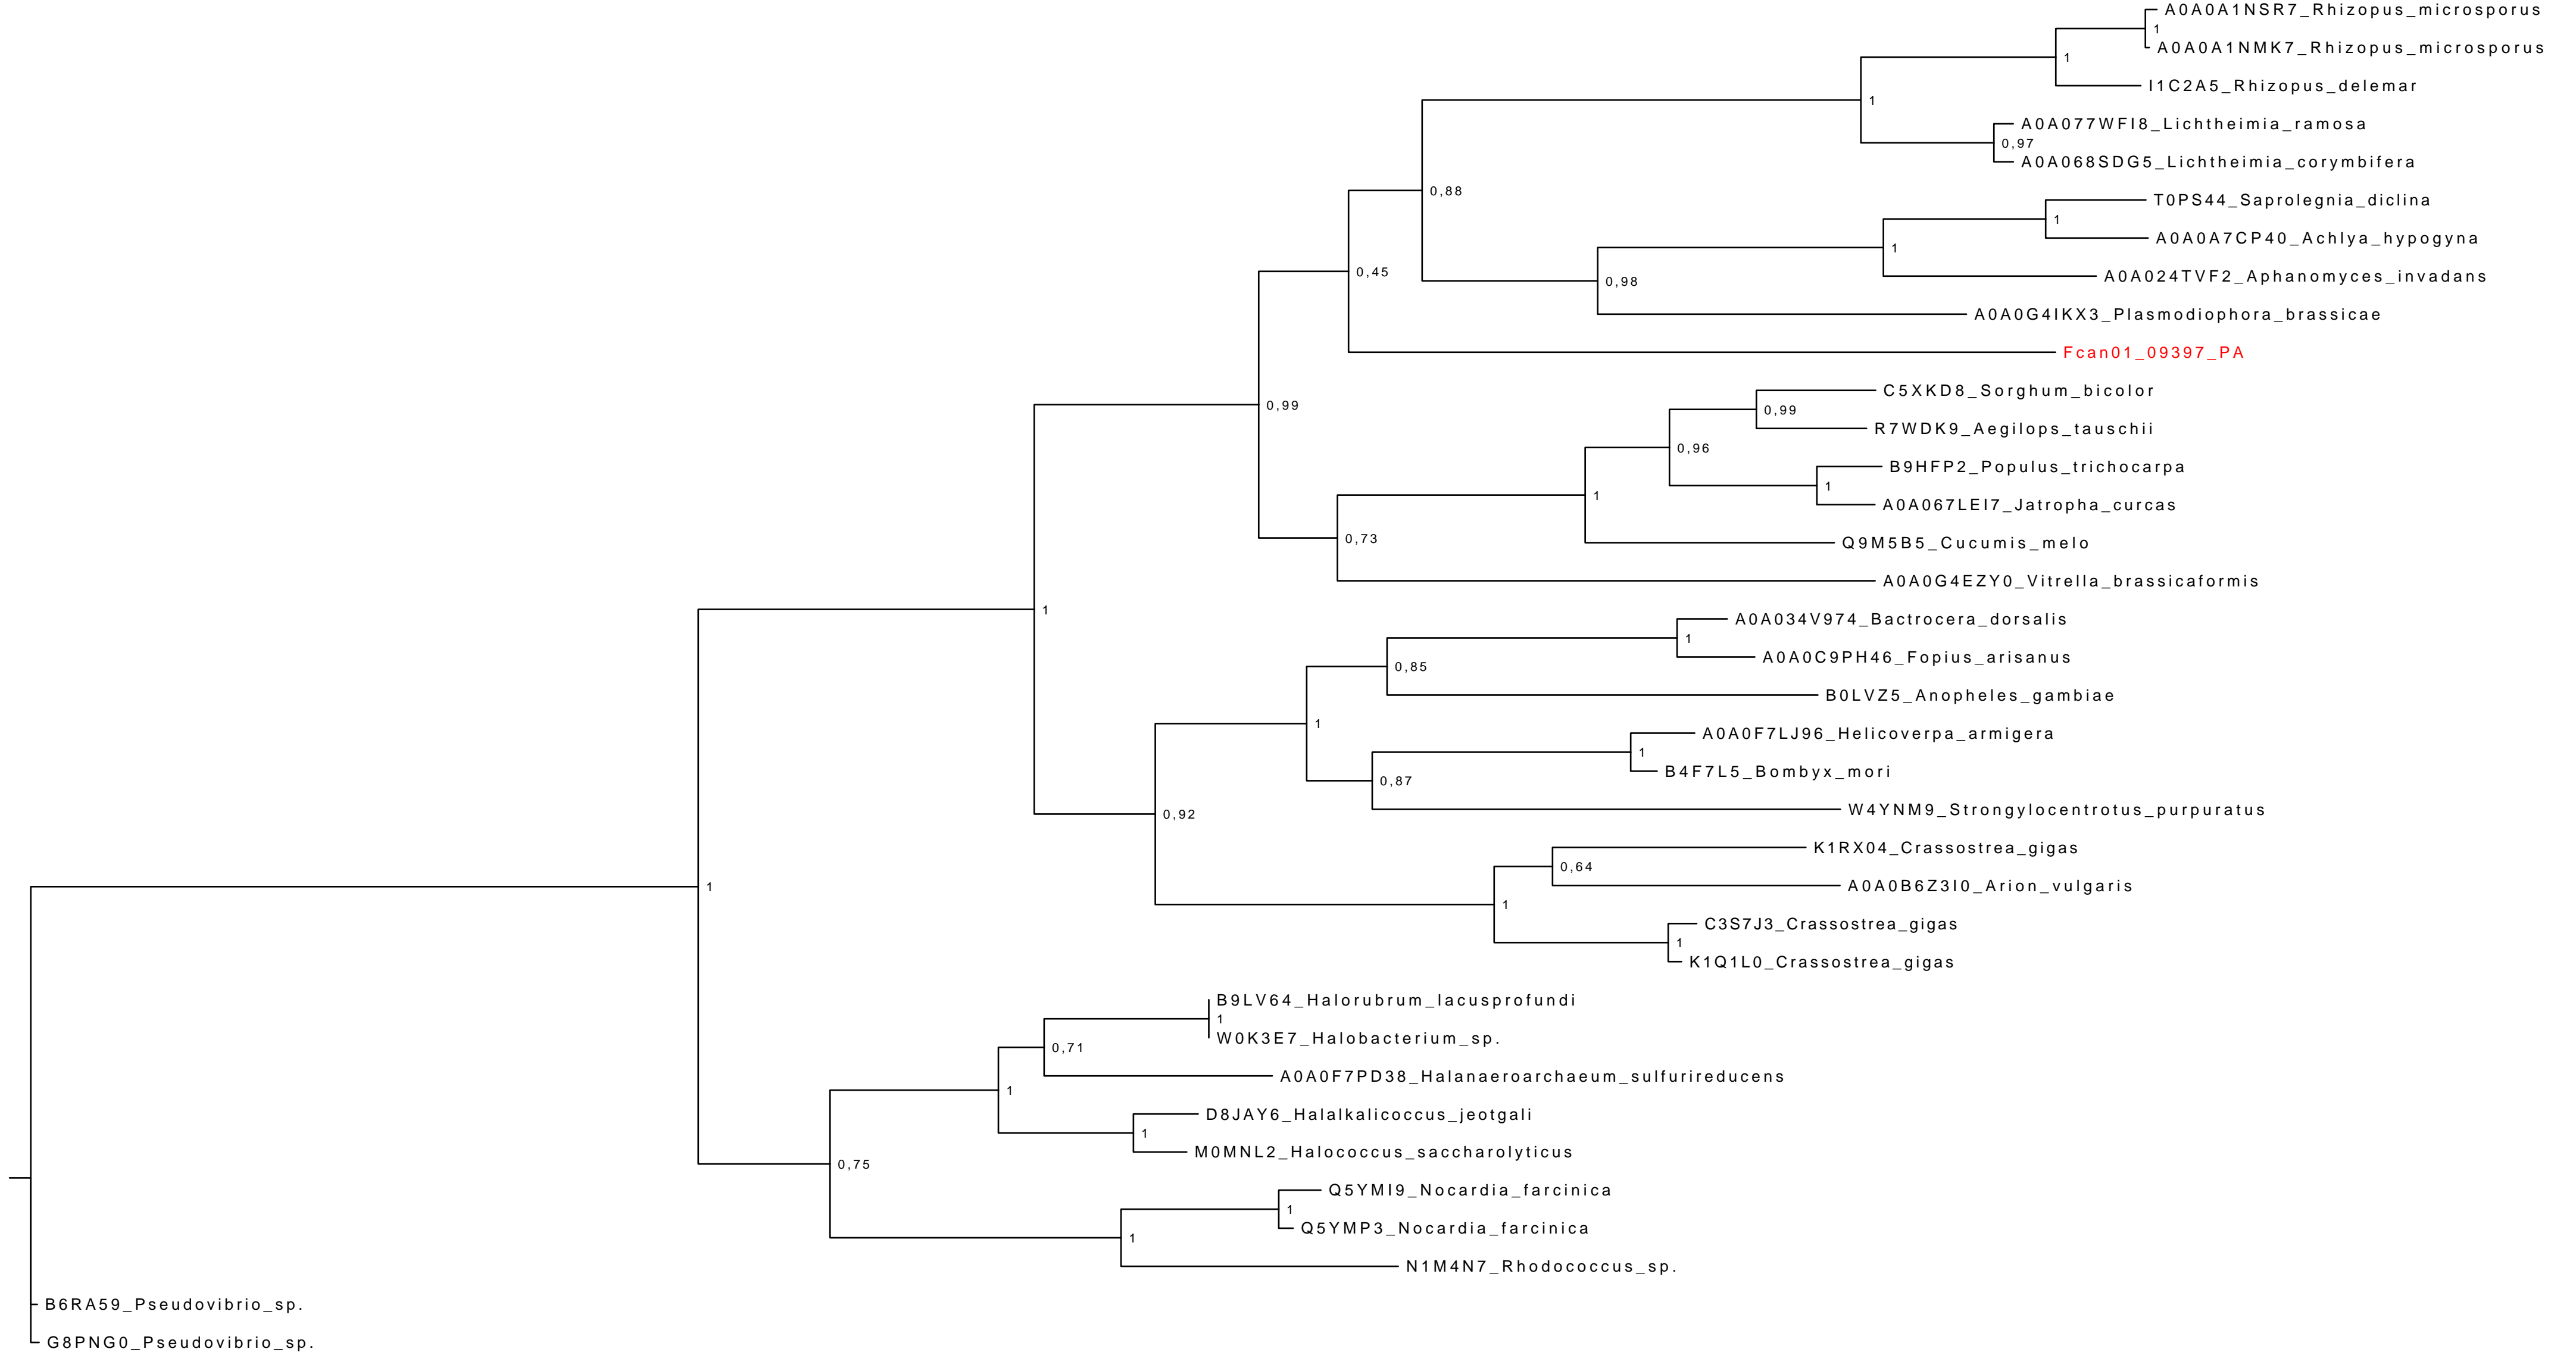 A0A0A1NSR7_Rhizopus_microsporus
1
A0A0A1NMK7_Rhizopus_microsporus
1
I1C2A5_Rhizopus_delemar
1
A0A077WFI8_Lichtheimia_ramosa
0,97
A0A068SDG5_Lichtheimia_corymbifera
0,88
T0PS44_Saprolegnia_diclina
1
A0A0A7CP40_Achlya_hypogyna
1
A0A024TVF2_Aphanomyces_invadans
0,45
0,98
A0A0G4IKX3_Plasmodiophora_brassicae
Fcan01_09397_PA
0,99
C5XKD8_Sorghum_bicolor
0,99
R7WDK9_Aegilops_tauschii
0,96
B9HFP2_Populus_trichocarpa
1
A0A067LEI7_Jatropha_curcas
1
0,73
Q9M5B5_Cucumis_melo
A0A0G4EZY0_Vitrella_brassicaformis
1
A0A034V974_Bactrocera_dorsalis
1
A0A0C9PH46_Fopius_arisanus
0,85
B0LVZ5_Anopheles_gambiae
1
A0A0F7LJ96_Helicoverpa_armigera
1
B4F7L5_Bombyx_mori
0,87
W4YNM9_Strongylocentrotus_purpuratus
0,92
K1RX04_Crassostrea_gigas
0,64
A0A0B6Z3I0_Arion_vulgaris
1
1
C3S7J3_Crassostrea_gigas
1
K1Q1L0_Crassostrea_gigas
B9LV64_Halorubrum_lacusprofundi
1
W0K3E7_Halobacterium_sp.
0,71
A0A0F7PD38_Halanaeroarchaeum_sulfurireducens
1
D8JAY6_Halalkalicoccus_jeotgali
1
M0MNL2_Halococcus_saccharolyticus
0,75
Q5YMI9_Nocardia_farcinica
1
Q5YMP3_Nocardia_farcinica
1
N1M4N7_Rhodococcus_sp.
B6RA59_Pseudovibrio_sp.
G8PNG0_Pseudovibrio_sp.